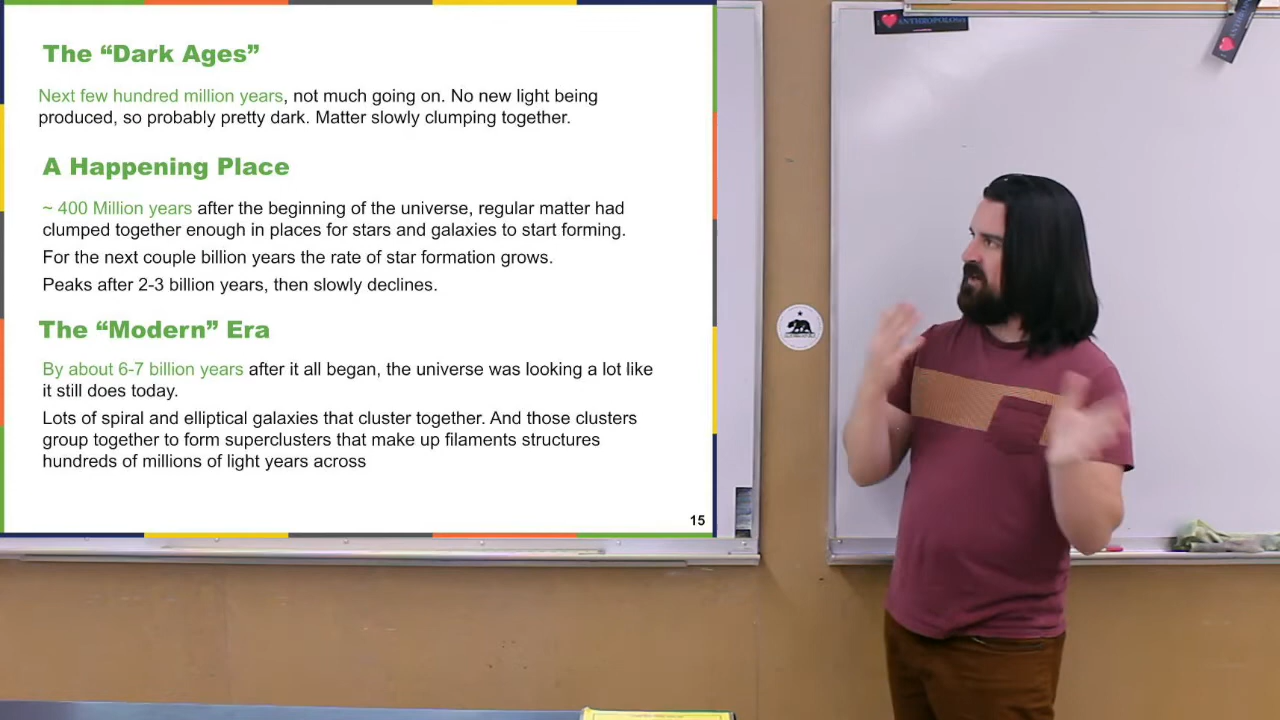 The “Dark Ages”
Next few hundred million years, not much going on. No new light being
produced, so probably pretty dark. Matter slowly clumping together.
A Happening Place
~ 400 Million years after the beginning of the universe, regular matter had
clumped together enough in places for stars and galaxies to start forming.
For the next couple billion years the rate of star formation grows.
Peaks after 2-3 billion years, then slowly declines.
The “Modern” Era
By about 6-7 billion years after it all began, the universe was looking a lot like
it still does today.
Lots of spiral and elliptical galaxies that cluster together. And those clusters
group together to form superclusters that make up filaments structures
hundreds of millions of light years across
15
I ANTHROPOLOGY